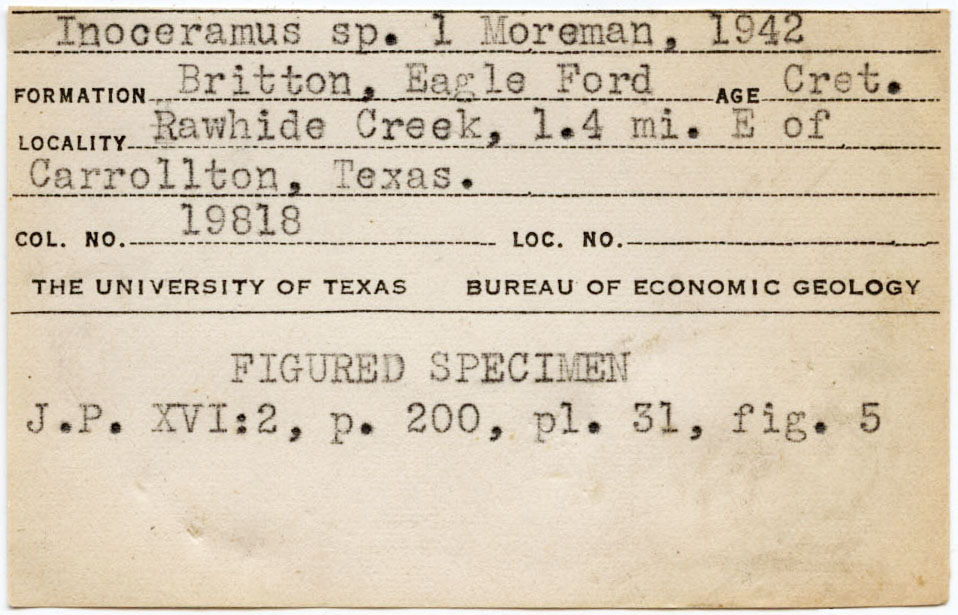 Inoceramus sp. 1 Moreman, 1942
FORMATION Britton, Eagle Ford AGE Cret.
LOCALITY Rawhide Creek, 1.4 mi. E of
Carrollton, Texas.
COL. NO. 19818 LOC. NO.
THE UNIVERSITY OF TEXAS BUREAU OF ECONOMIC GEOLOGY
FIGURED SPECIMEN
J.P. XVI:2, p. 200, pl. 31, fig. 5